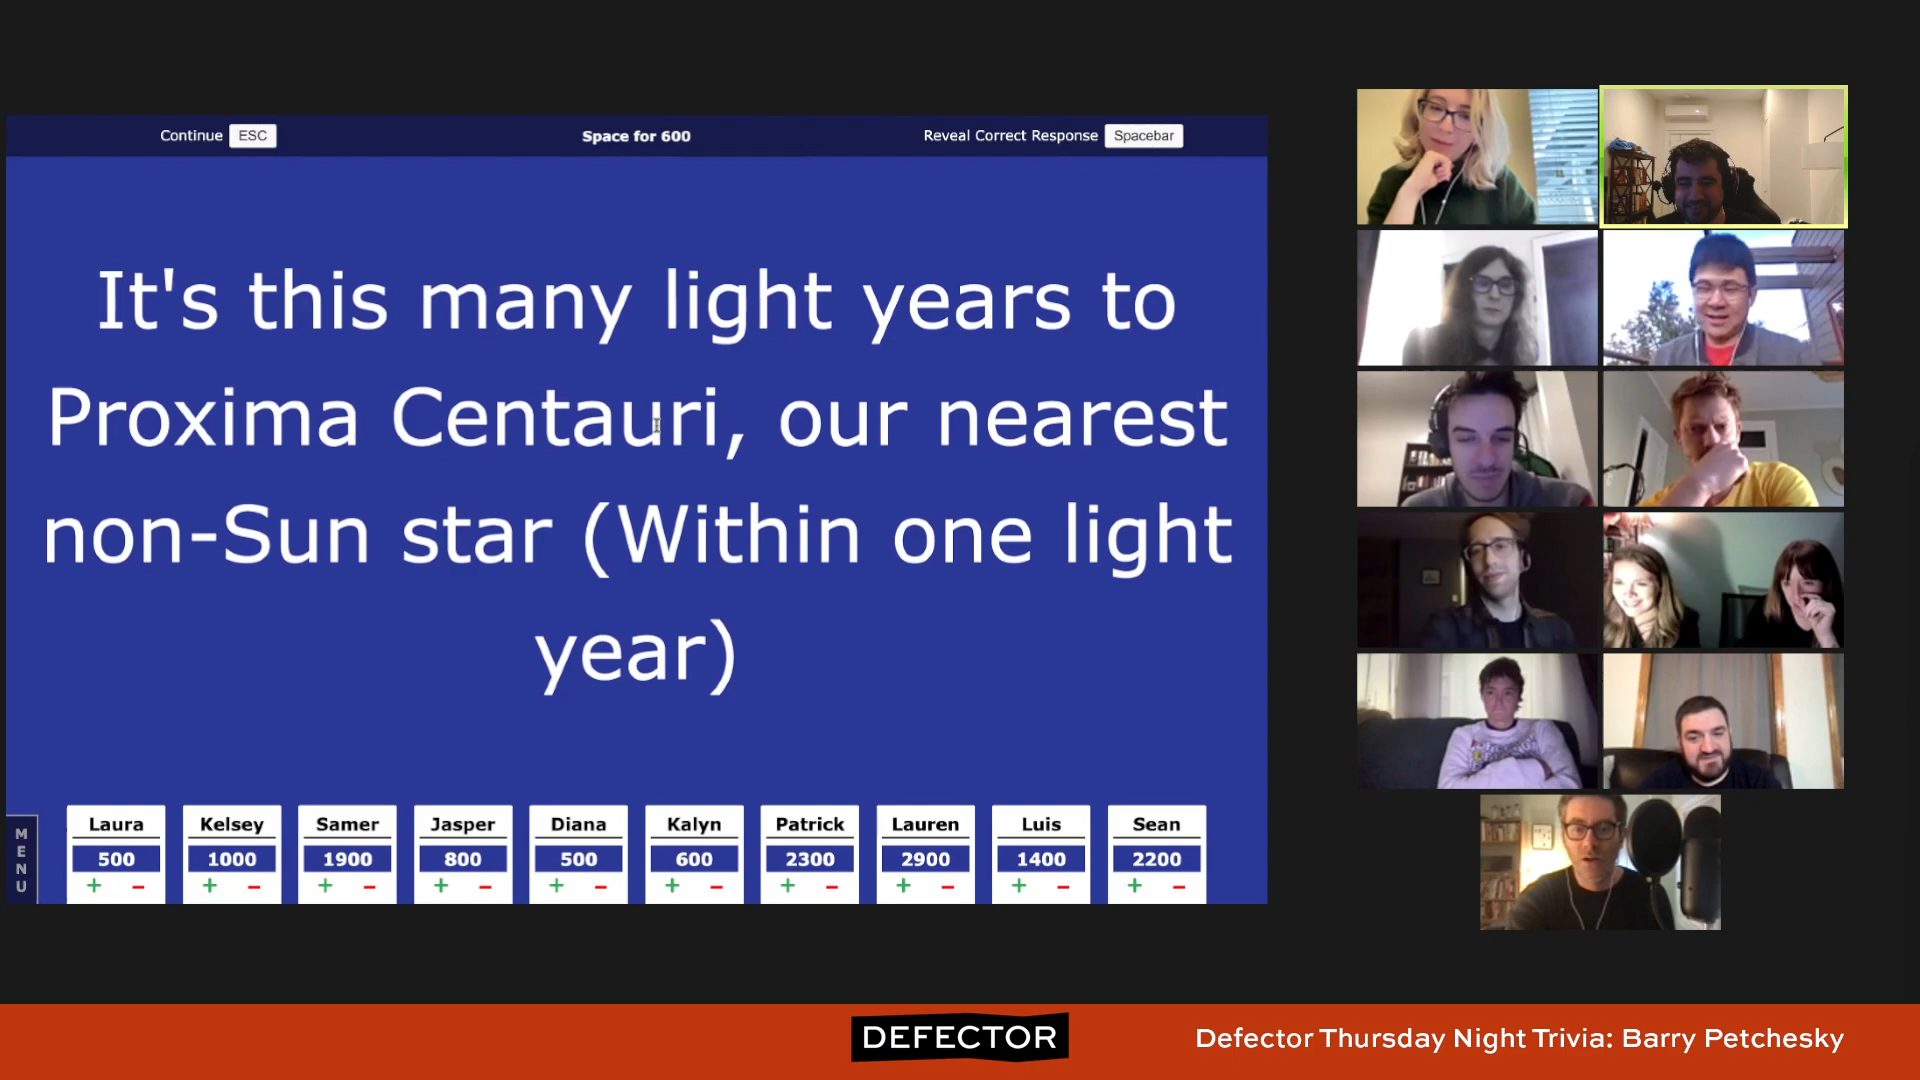 Continue ESC Space for 600 Reveal Correct Response Spacebar
It's this many light years to
Proxima Centauri, our nearest
non-Sun star (Within one light
year)
MENU
Laura Kelsey Samer Jasper Diana Kalyn Patrick Lauren Luis Sean
500 1000 1900 800 500 600 2300 2900 1400 2200
+ - + - + - + - + - + - + - + - + - + -
DEFECTOR Defector Thursday Night Trivia: Barry Petchesky